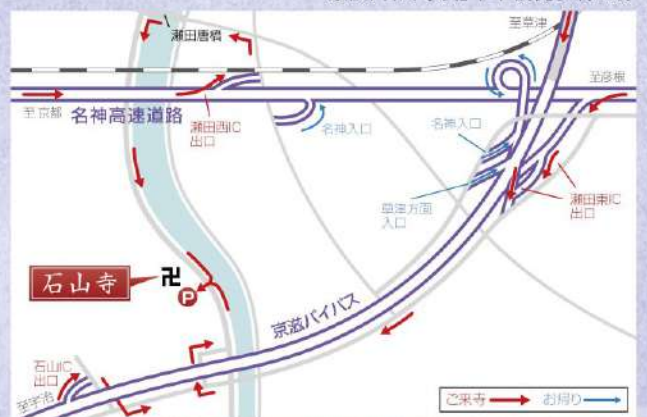 至草津
瀬田唐橋
至彦根
至京都
名神高速道路
瀬田西IC
出口
名神入口
名神入口
草津方面
入口
瀬田東IC
出口
石山寺
卍
P
京滋バイパス
石山IC
出口
至宇治
ご来寺
お帰り